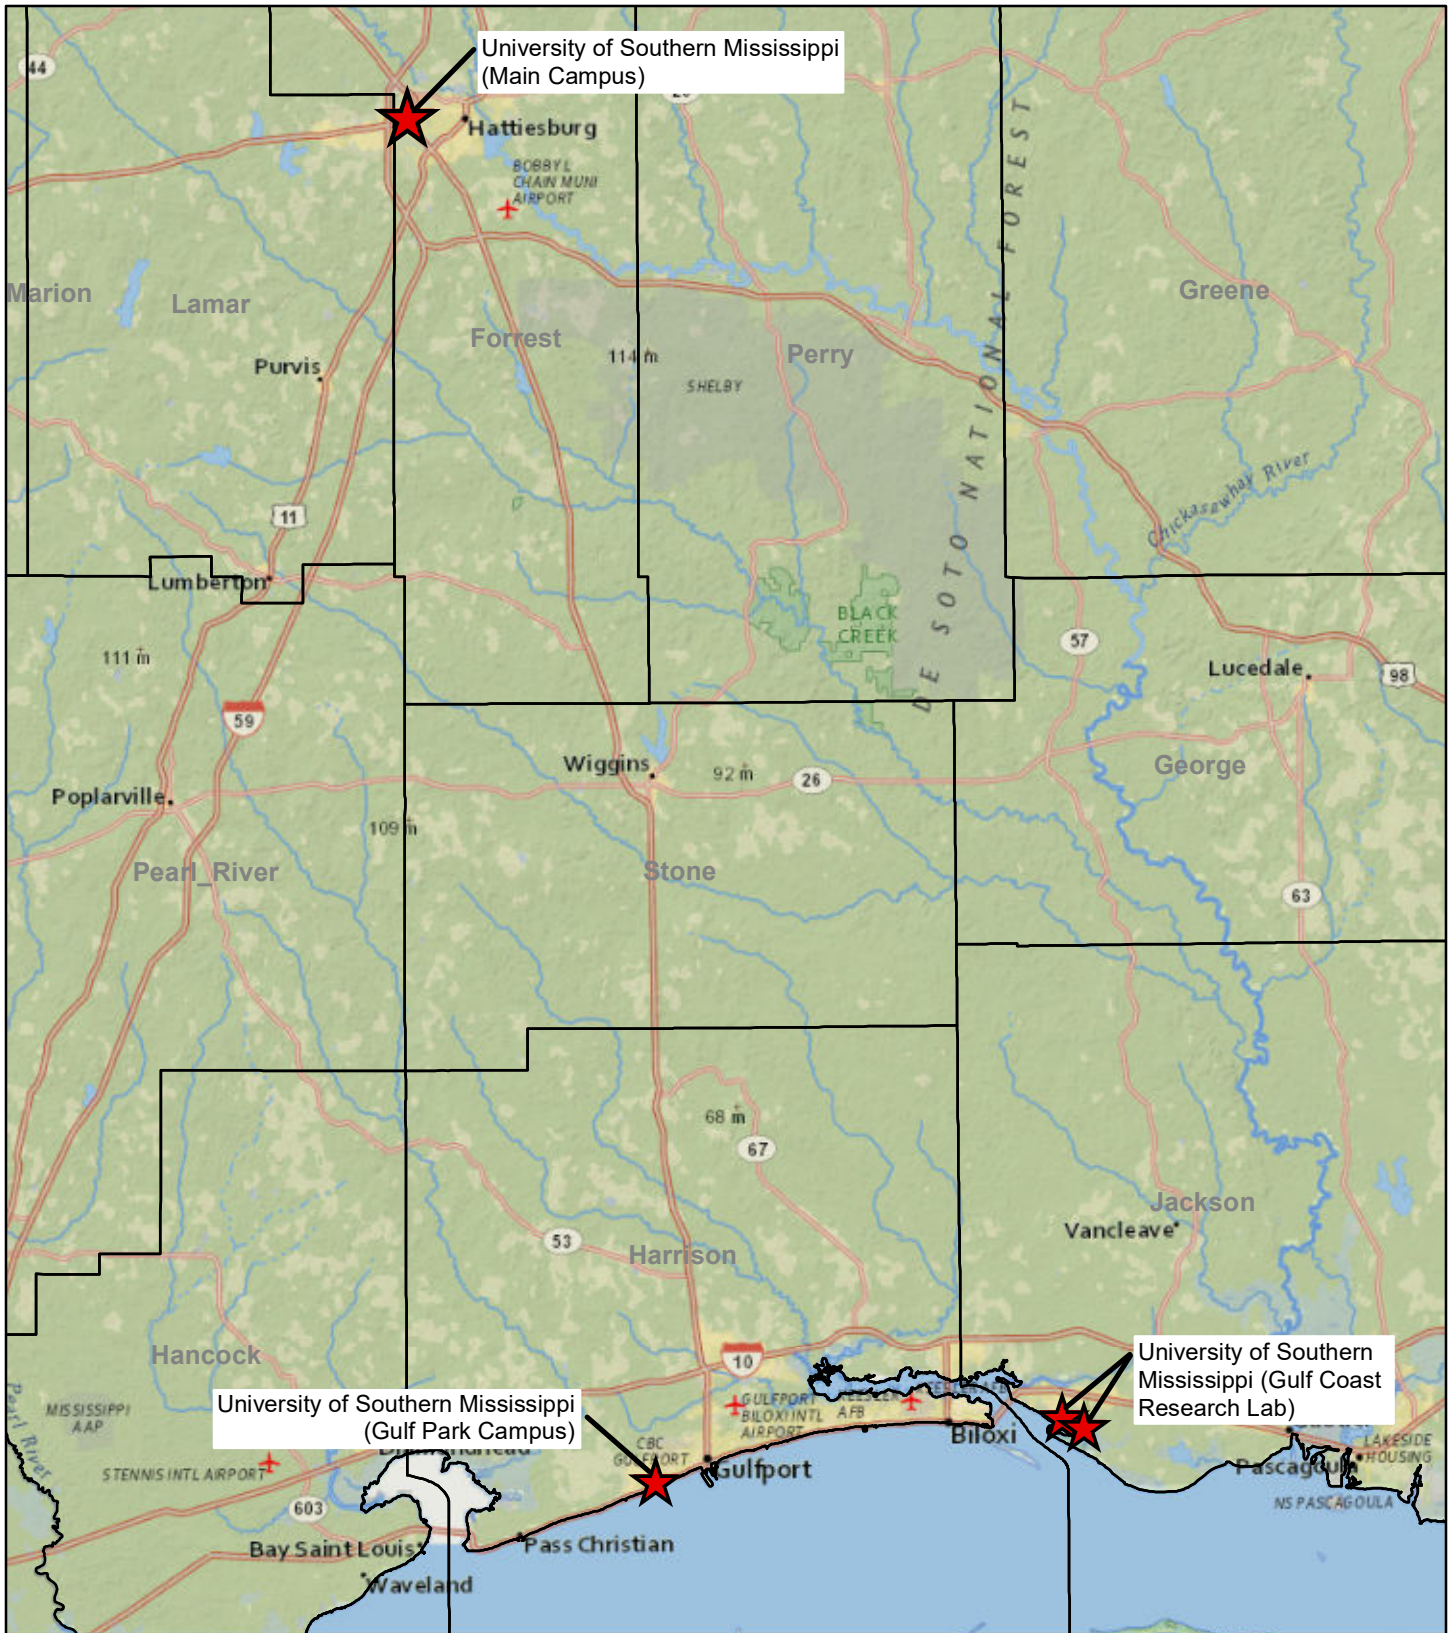 University of Southern Mississippi
(Main Campus)
44
Hattiesburg
BOBBY L
CHAIN MUNI
AIRPORT
DE SOTO NATIONAL FOREST
Marion
Lamar
Greene
Forrest
Perry
114 m
Purvis
SHELBY
Chickasawhay River
11
Lumberton
BLACK
CREEK
57
111 m
Lucedale
98
59
Wiggins
92 m
26
George
Poplarville
109 m
Pearl_River
Stone
63
68 m
67
Jackson
Vancleave
53
Harrison
Hancock
10
University of Southern
Mississippi (Gulf Coast
Research Lab)
Pearl River
MISSISSIPPI
AAP
University of Southern Mississippi
(Gulf Park Campus)
GULFPORT
BILOXI INTL
AIRPORT
KEESLER
AFB
Biloxi
CBC
GULFPORT
LAKESIDE
HOUSING
STENNIS INTL AIRPORT
Gulfport
Pascagoula
NS PASCAGOULA
603
Bay Saint Louis
Pass Christian
Waveland